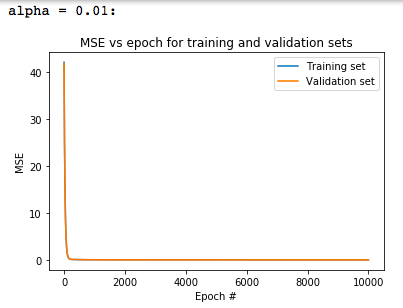 alpha = 0.01:
MSE vs epoch for training and validation sets
Training set
Validation set
40
30
20
10
0
MSE
0 2000 4000 6000 8000 10000
Epoch #